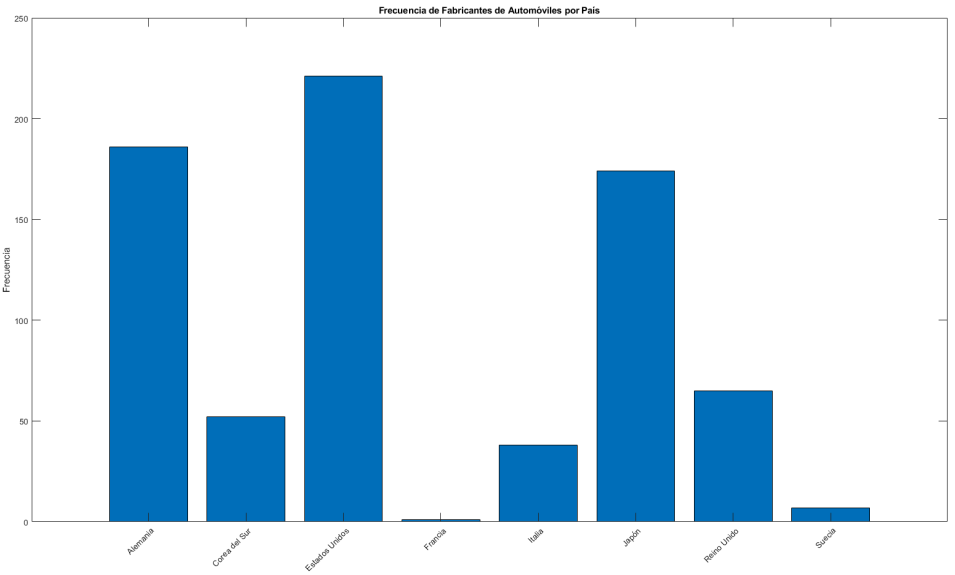 Frecuencia de Fabricantes de Automòviles por País
250
200
150
100
50
0
Frecuencia
Alemania
Corea del Sur
Estados Unidos
Francia
Italia
Japón
Reino Unido
Suecia